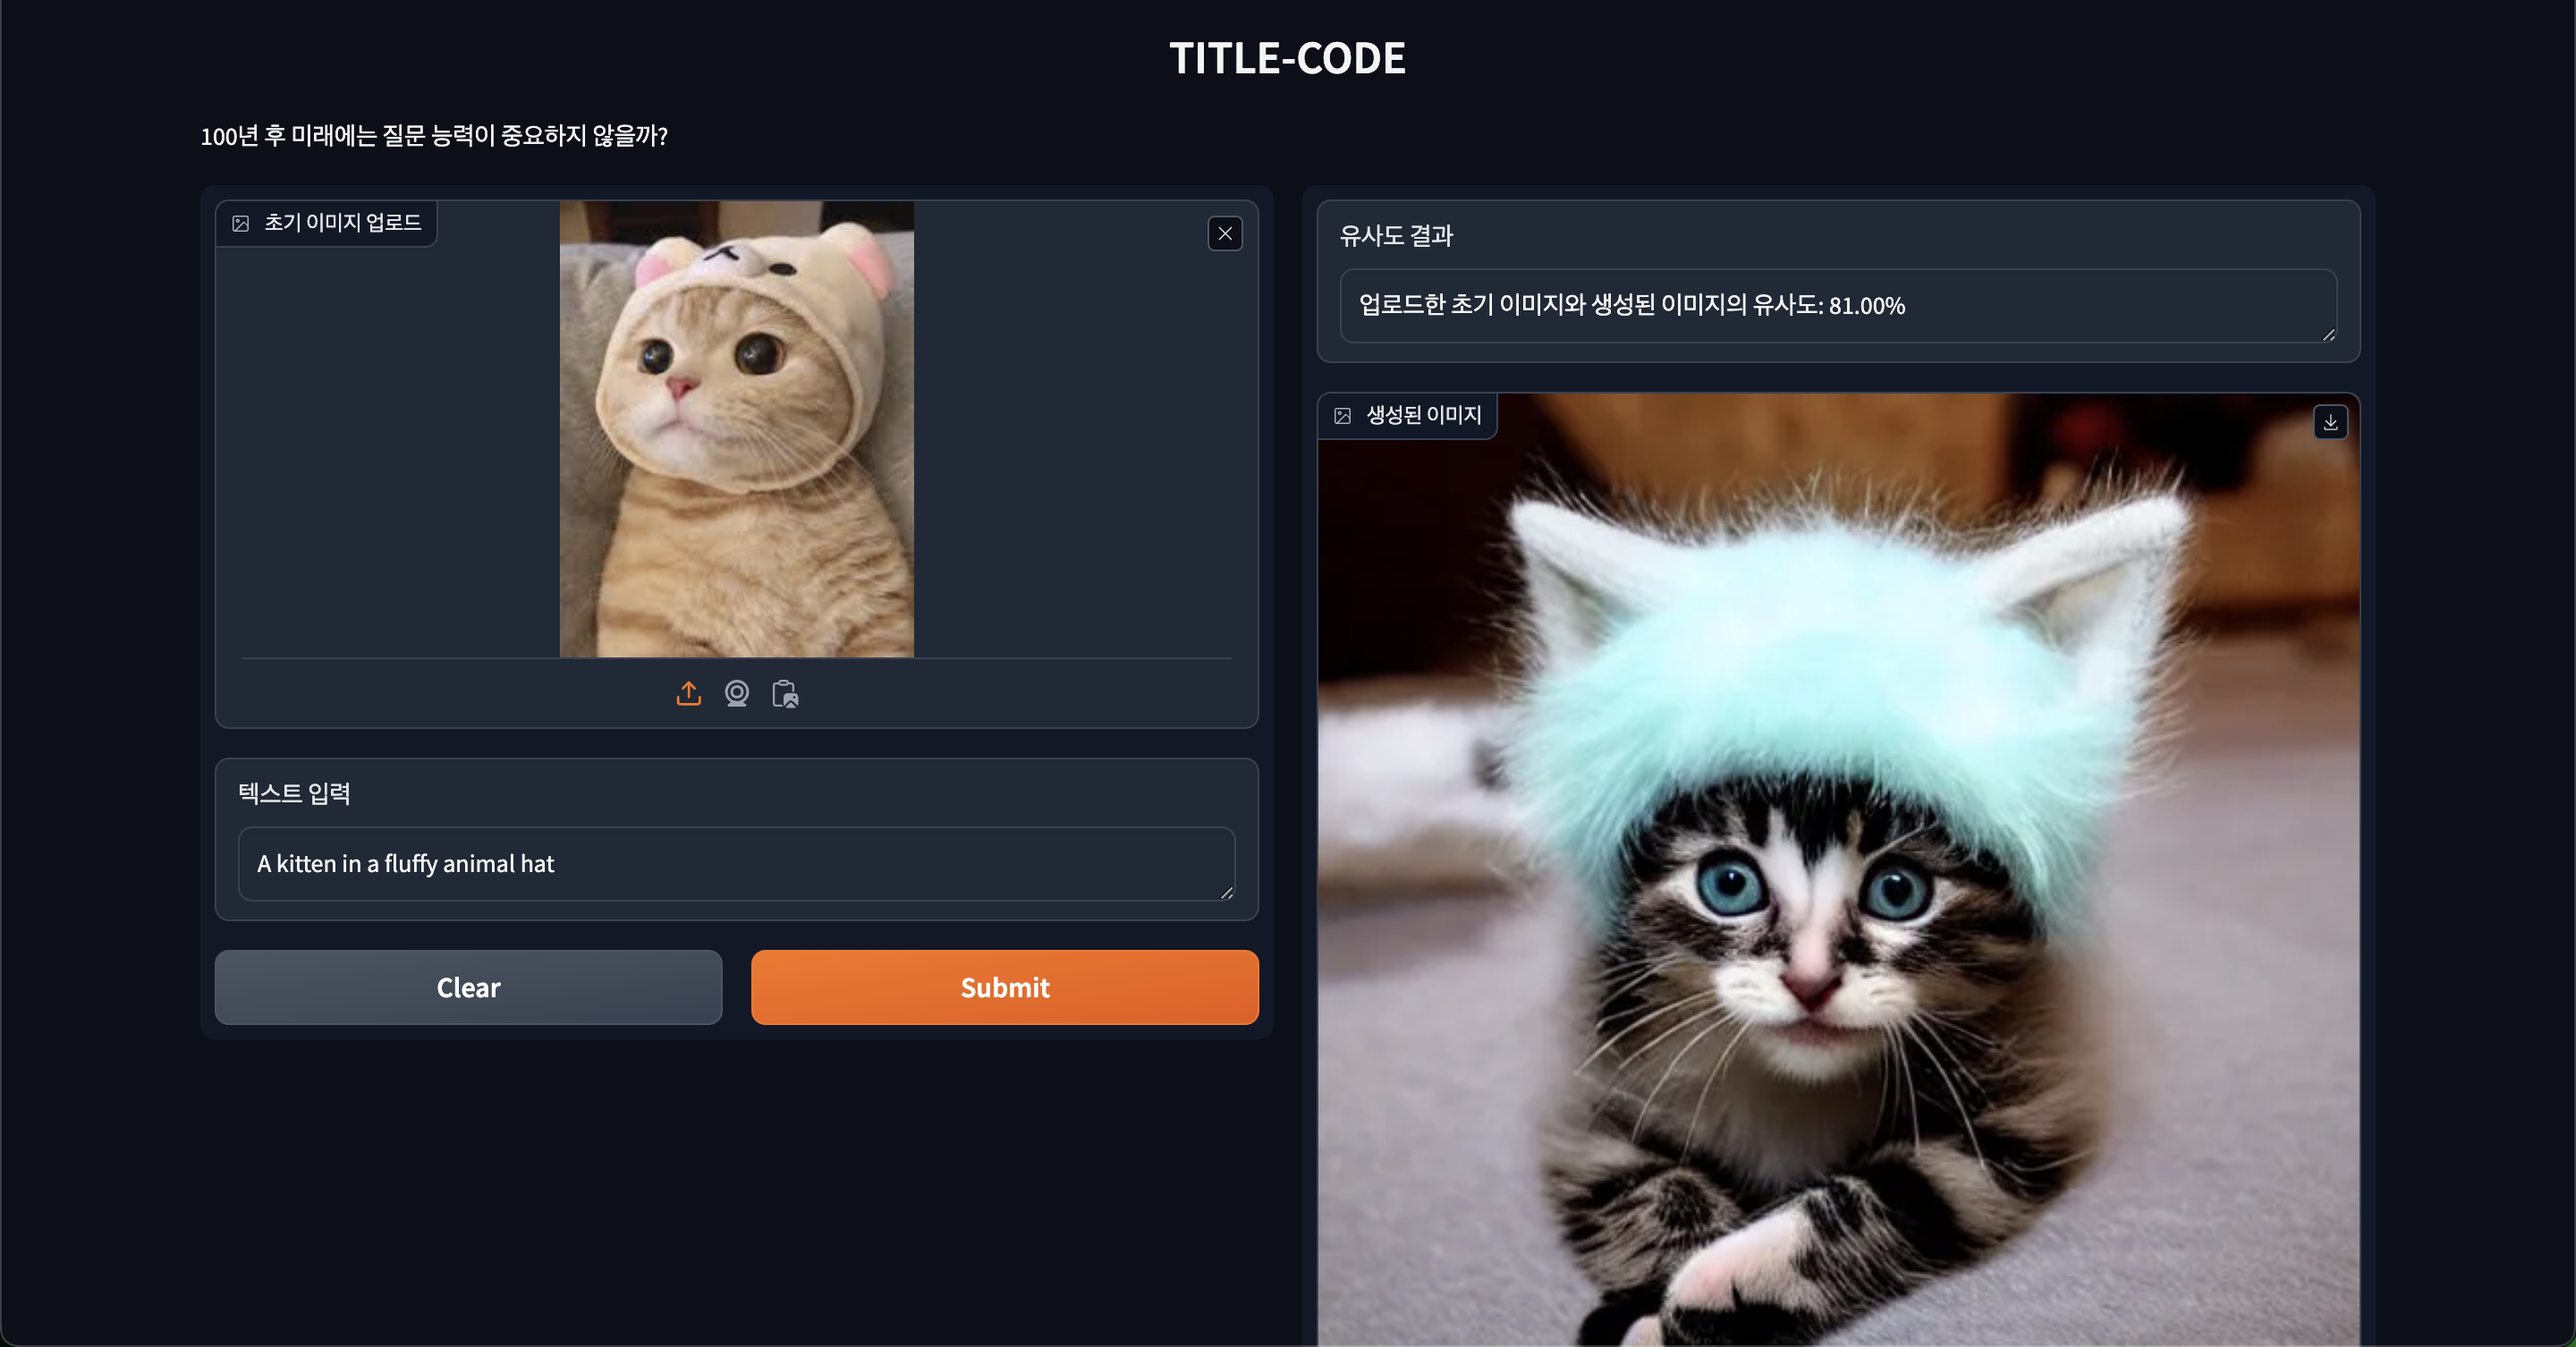 TITLE-CODE
100년 후 미래에는 질문 능력이 중요하지 않을까?
초기 이미지 업로드
텍스트 입력
A kitten in a fluffy animal hat
Clear
Submit
유사도 결과
업로드한 초기 이미지와 생성된 이미지의 유사도: 81.00%
생성된 이미지